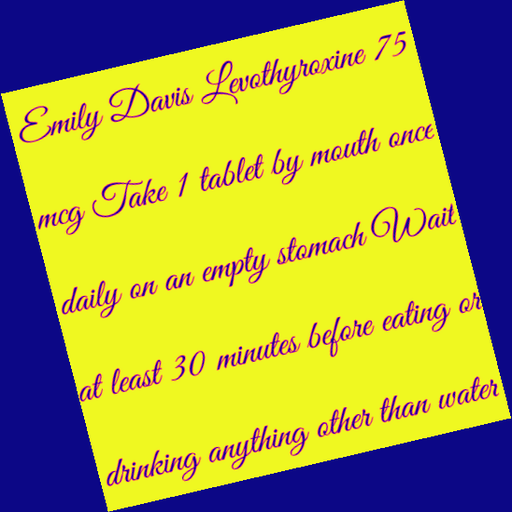 Emily Davis Levothyroxine 75
mcg Take 1 tablet by mouth once
daily on an empty stomach Wait
at least 30 minutes before eating or
drinking anything other than water